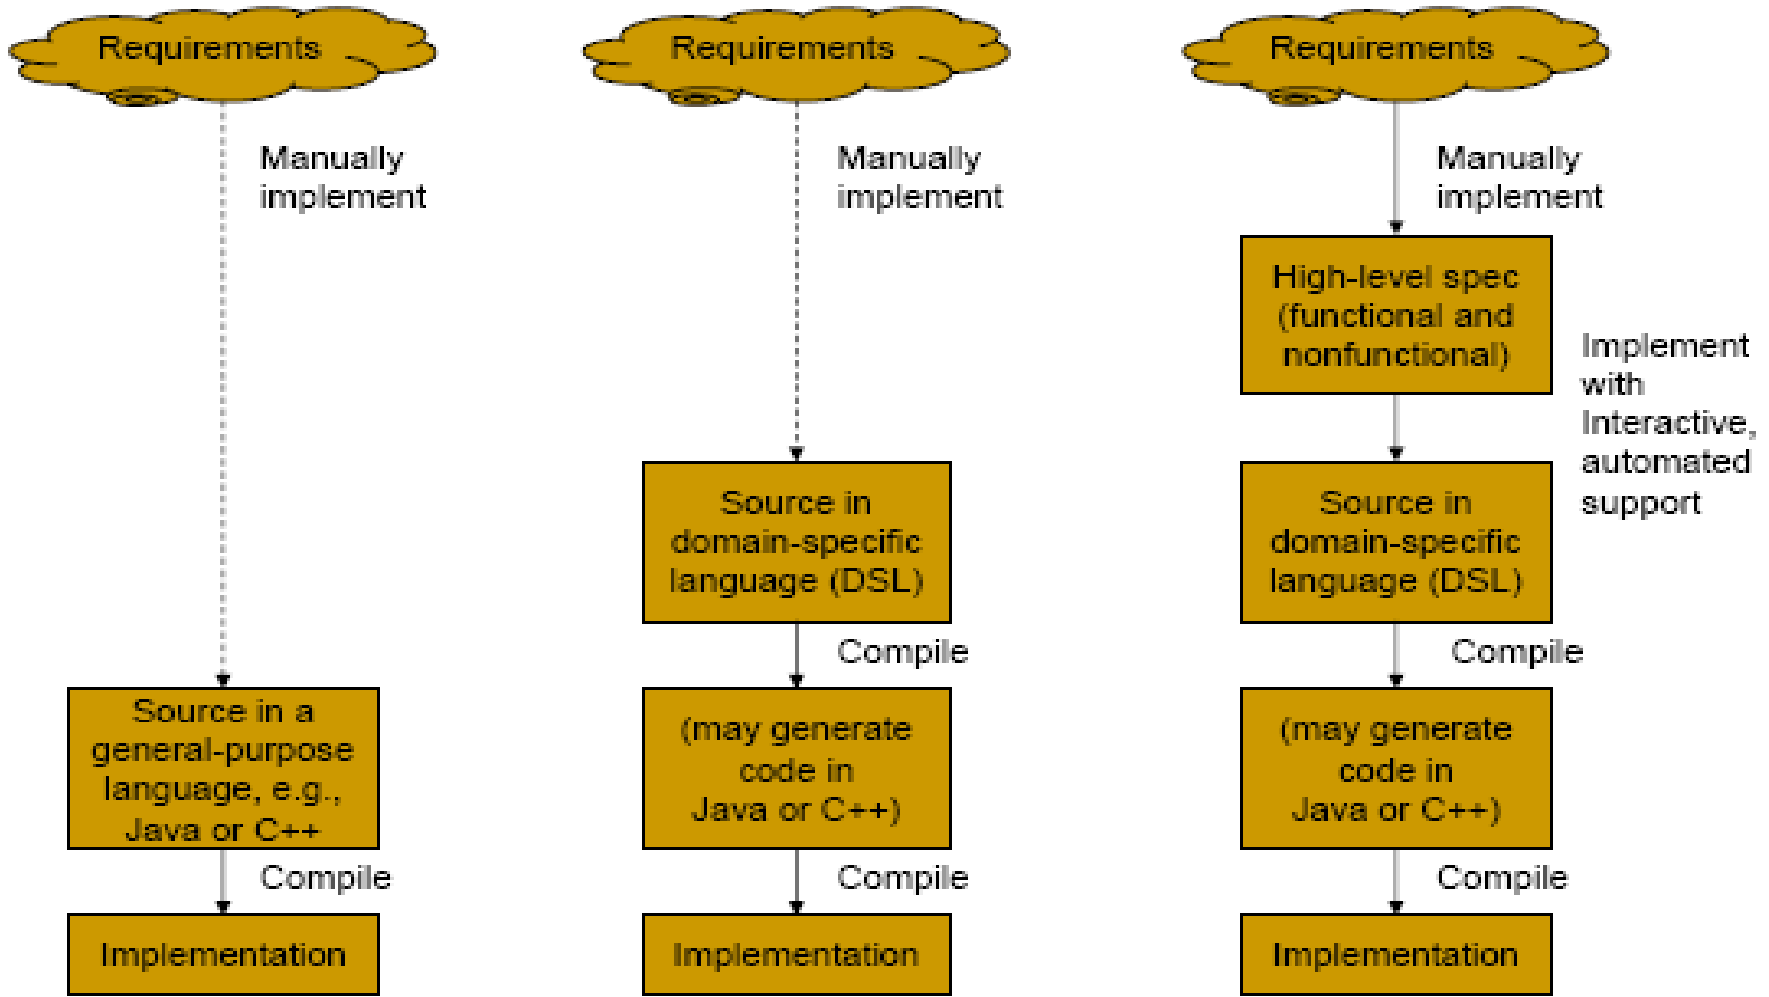 Requirements
Manually
implement
Source in a
general-purpose
language, e.g.,
Java or C++
Compile
Implementation
Requirements
Manually
implement
Source in
domain-specific
language (DSL)
Compile
(may generate
code in
Java or C++)
Compile
Implementation
Requirements
Manually
implement
High-level spec
(functional and
nonfunctional)
Implement
with
Interactive,
automated
support
Source in
domain-specific
language (DSL)
Compile
(may generate
code in
Java or C++)
Compile
Implementation